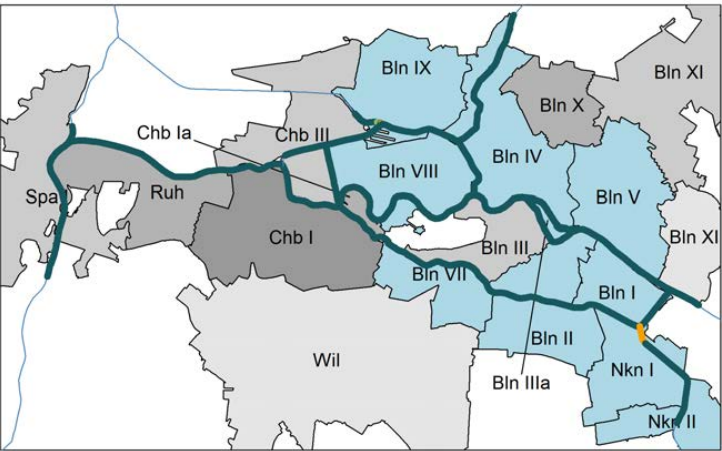 Bln IX
Bln XI
Bln X
Chb Ia
Chb III
Bln IV
Bln VIII
Spa
Ruh
Bln V
Bln XI
Chb I
Bln III
Bln VII
Bln I
Bln II
Wil
Nkn I
Bln IIIa
Nkn II